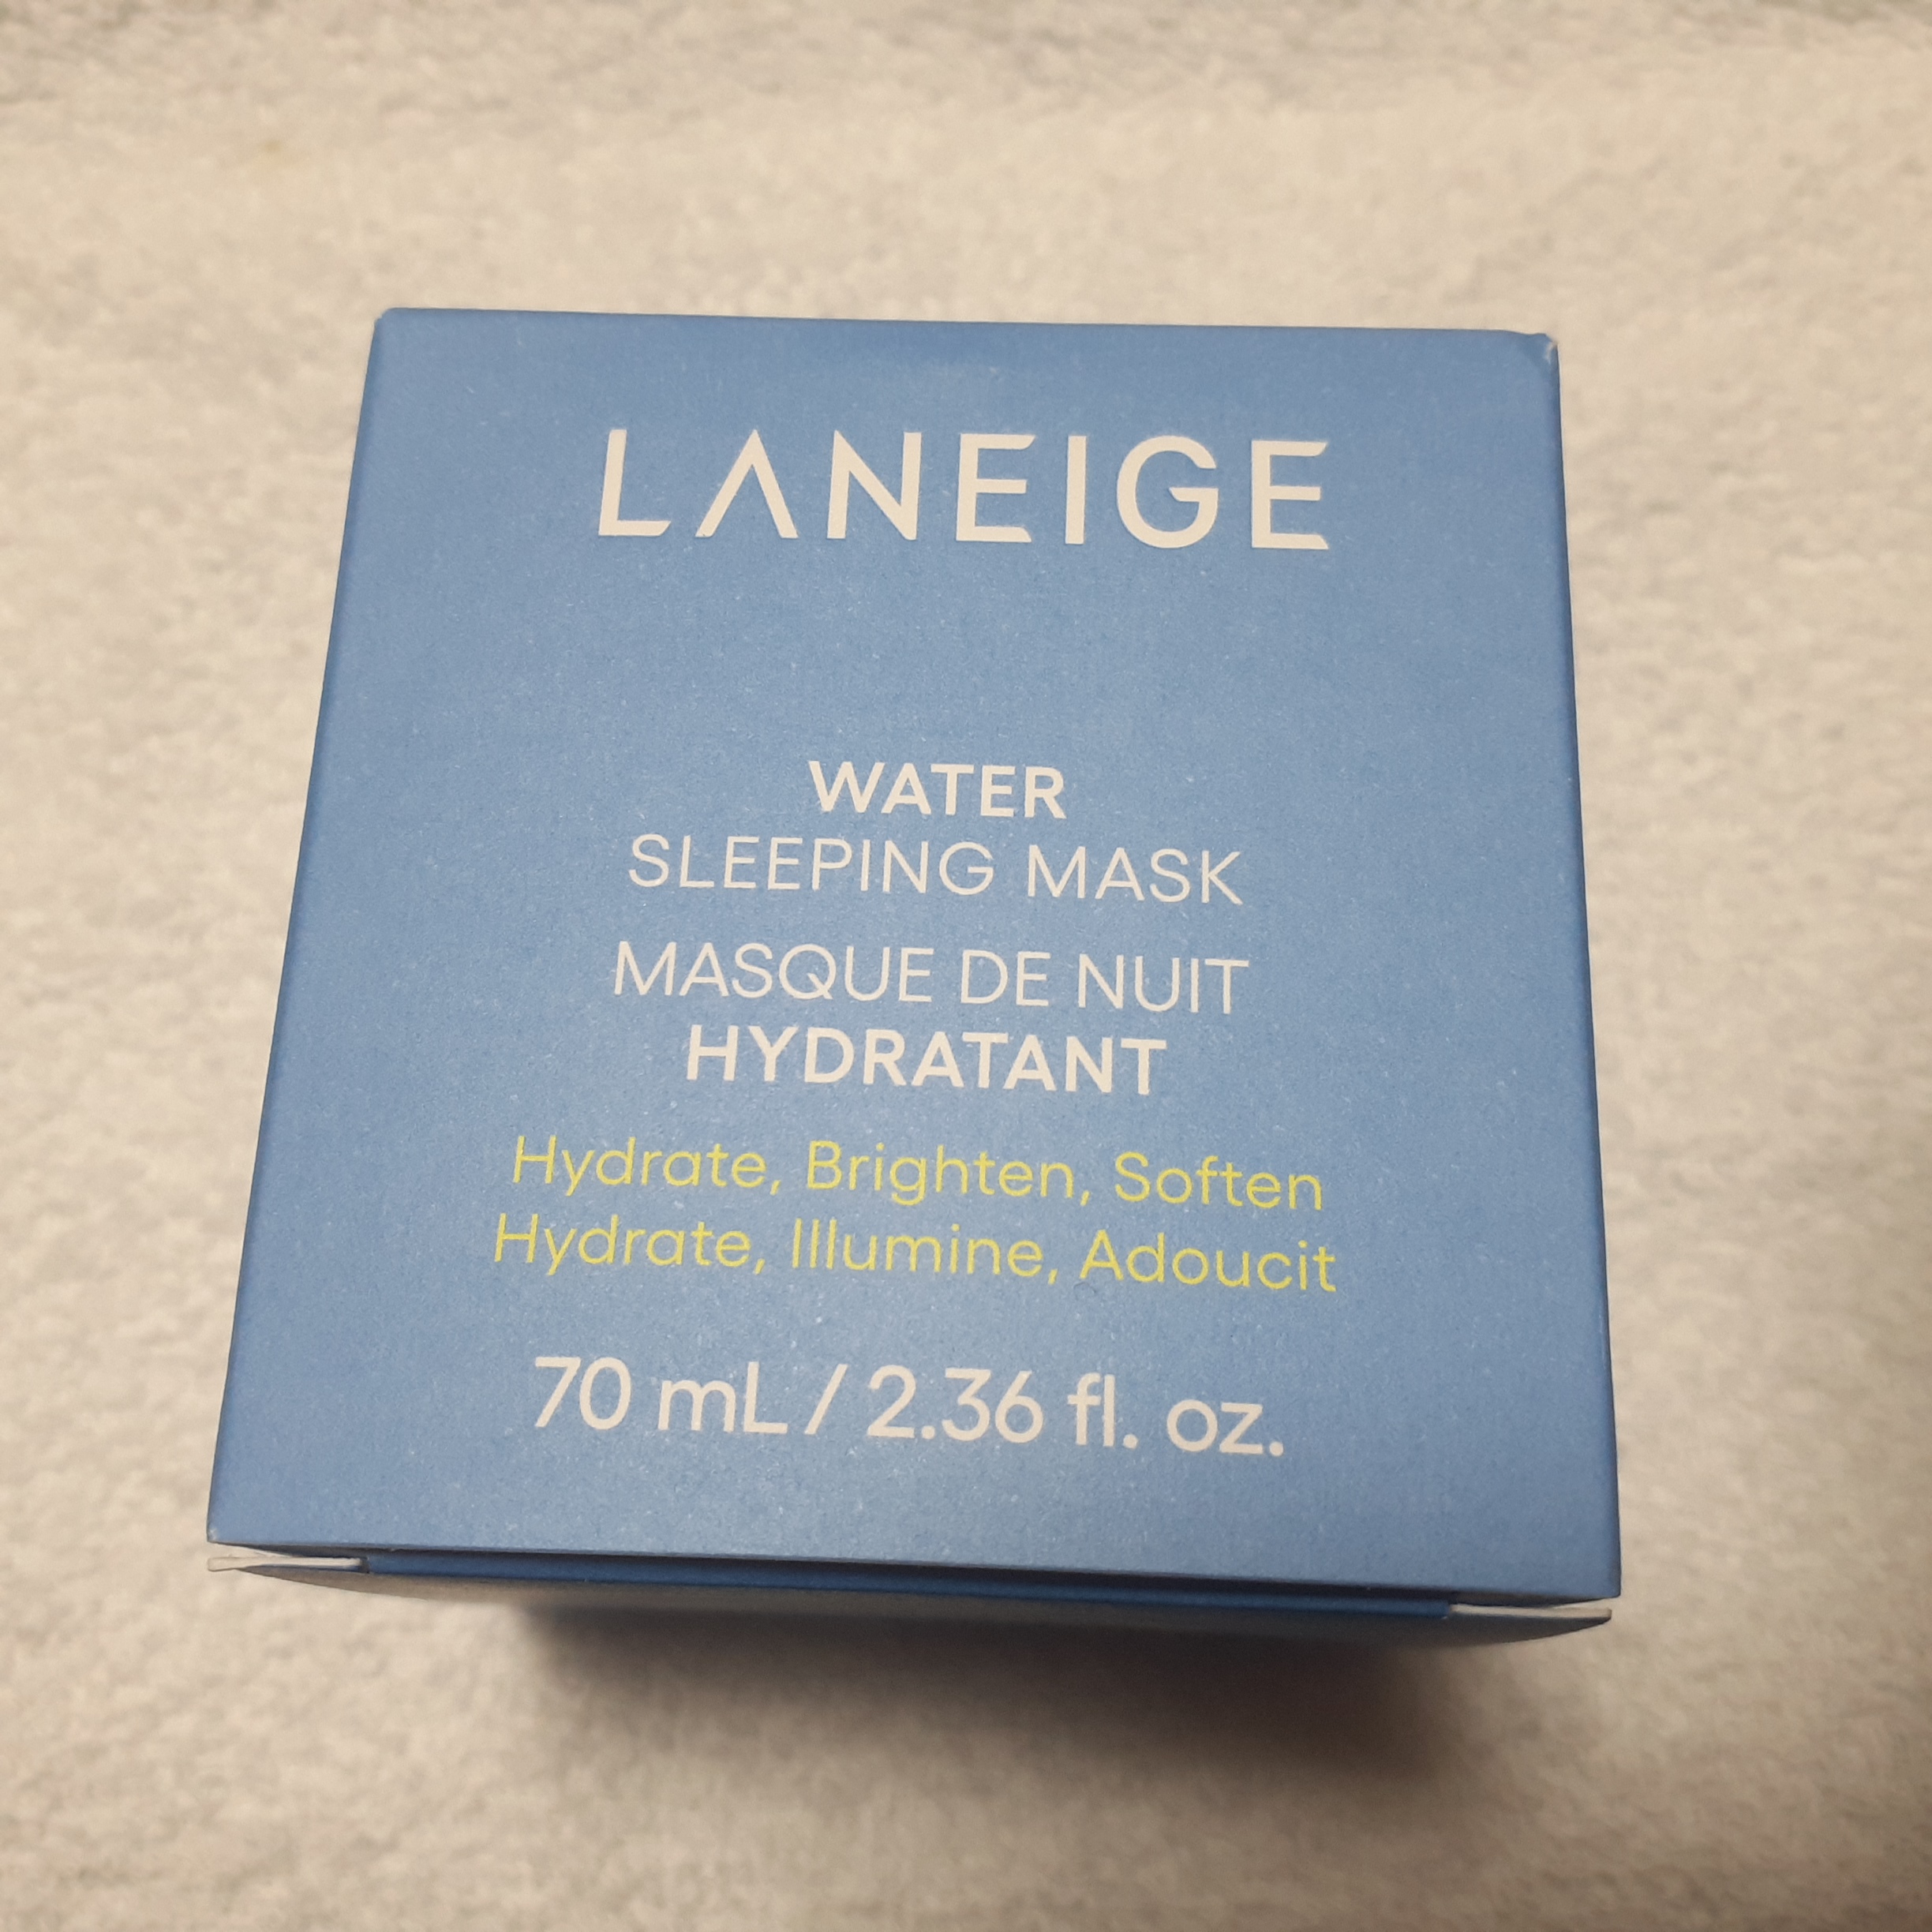 LANEIGE
WATER
SLEEPING MASK
MASQUE DE NUIT
HYDRATANT
Hydrate, Brighten, Soften
Hydrate, Illumine, Adoucit
70 mL / 2.36 fl. oz.